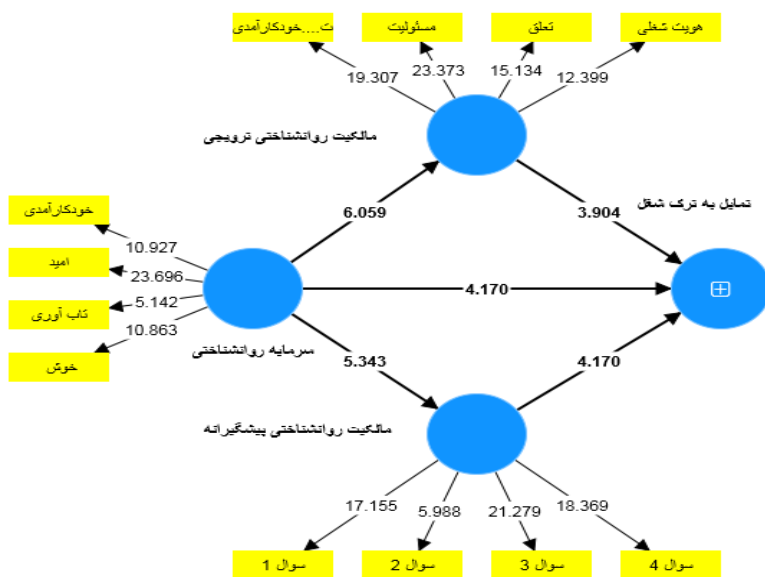 ت....خودکارآمدی
مسئولیت
تعلق
هویت شغلی
19.307
23.373
15.134
12.399
مالکیت روانشناختی ترویجی
تمایل به ترک شغل
خودکارآمدی
امید
تاب آوری
خوش
10.927
23.696
5.142
10.863
6.059
3.904
4.170
5.343
4.170
سرمایه روانشناختی
مالکیت روانشناختی پیشگیرانه
17.155
5.988
21.279
18.369
سوال 1
سوال 2
سوال 3
سوال 4